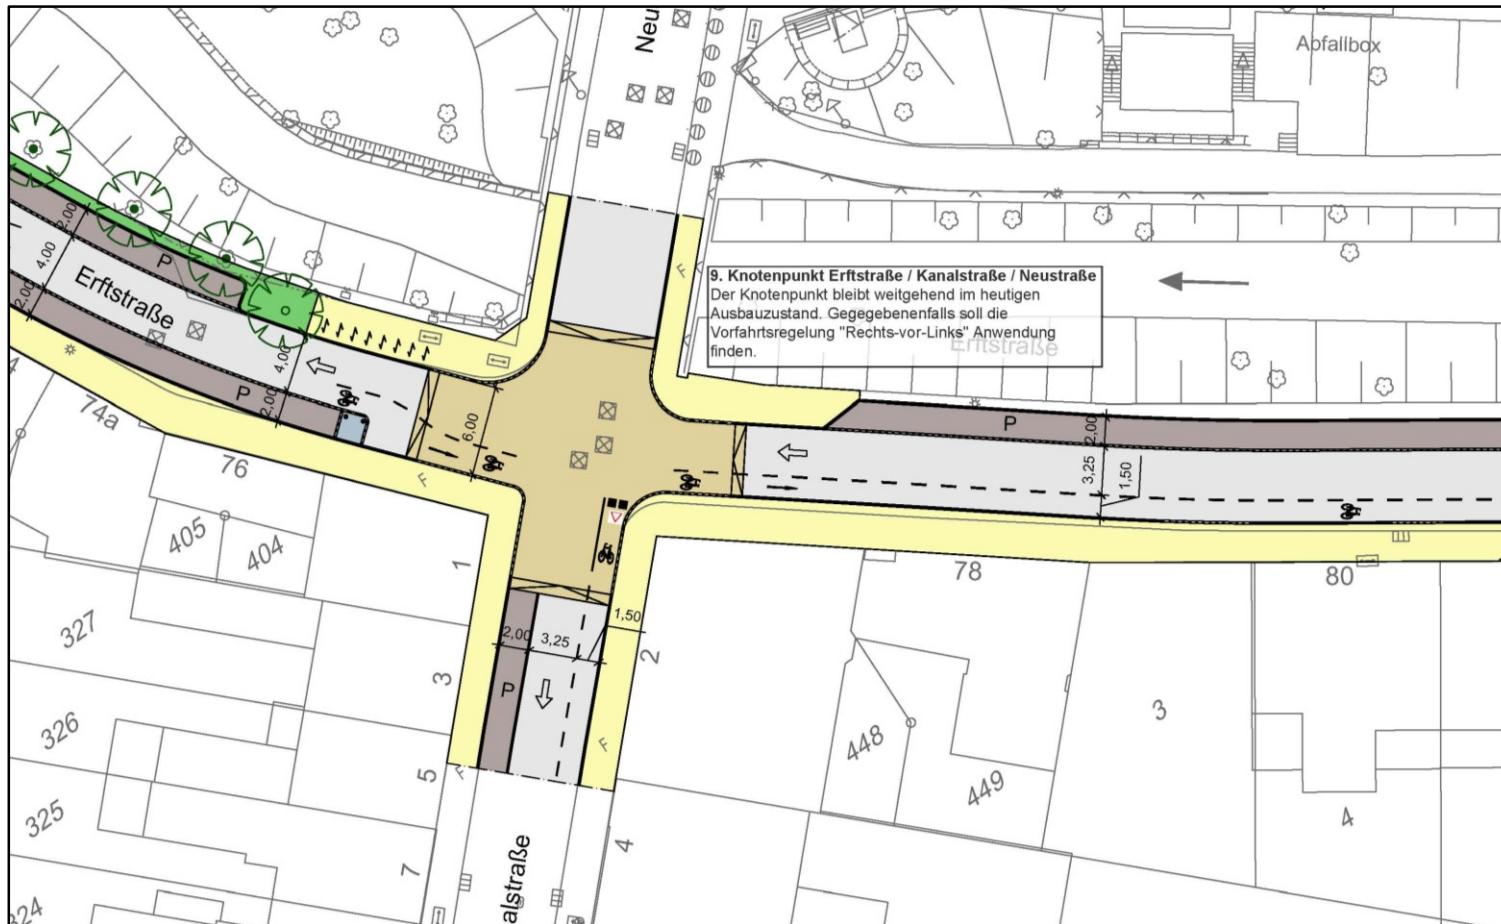 Neu
Apfallbox
9. Knotenpunkt Erftstraße / Kanalstraße / Neustraße
Der Knotenpunkt bleibt weitgehend im heutigen
Ausbauzustand. Gegegebenenfalls soll die
Vorfahrtsregelung "Rechts-vor-Links" Anwendung
finden.
Erftstraße
2,00
4,00
2,00
P
Erftstraße
F
P
4,00
2,00
P
6,00
P
2,00
3,25
1,50
74a
76
F
405
404
1
78
80
327
1,50
2,00
3,25
2
3
P
3
326
F
448
F
5
449
325
4
4
7
alstraße
324